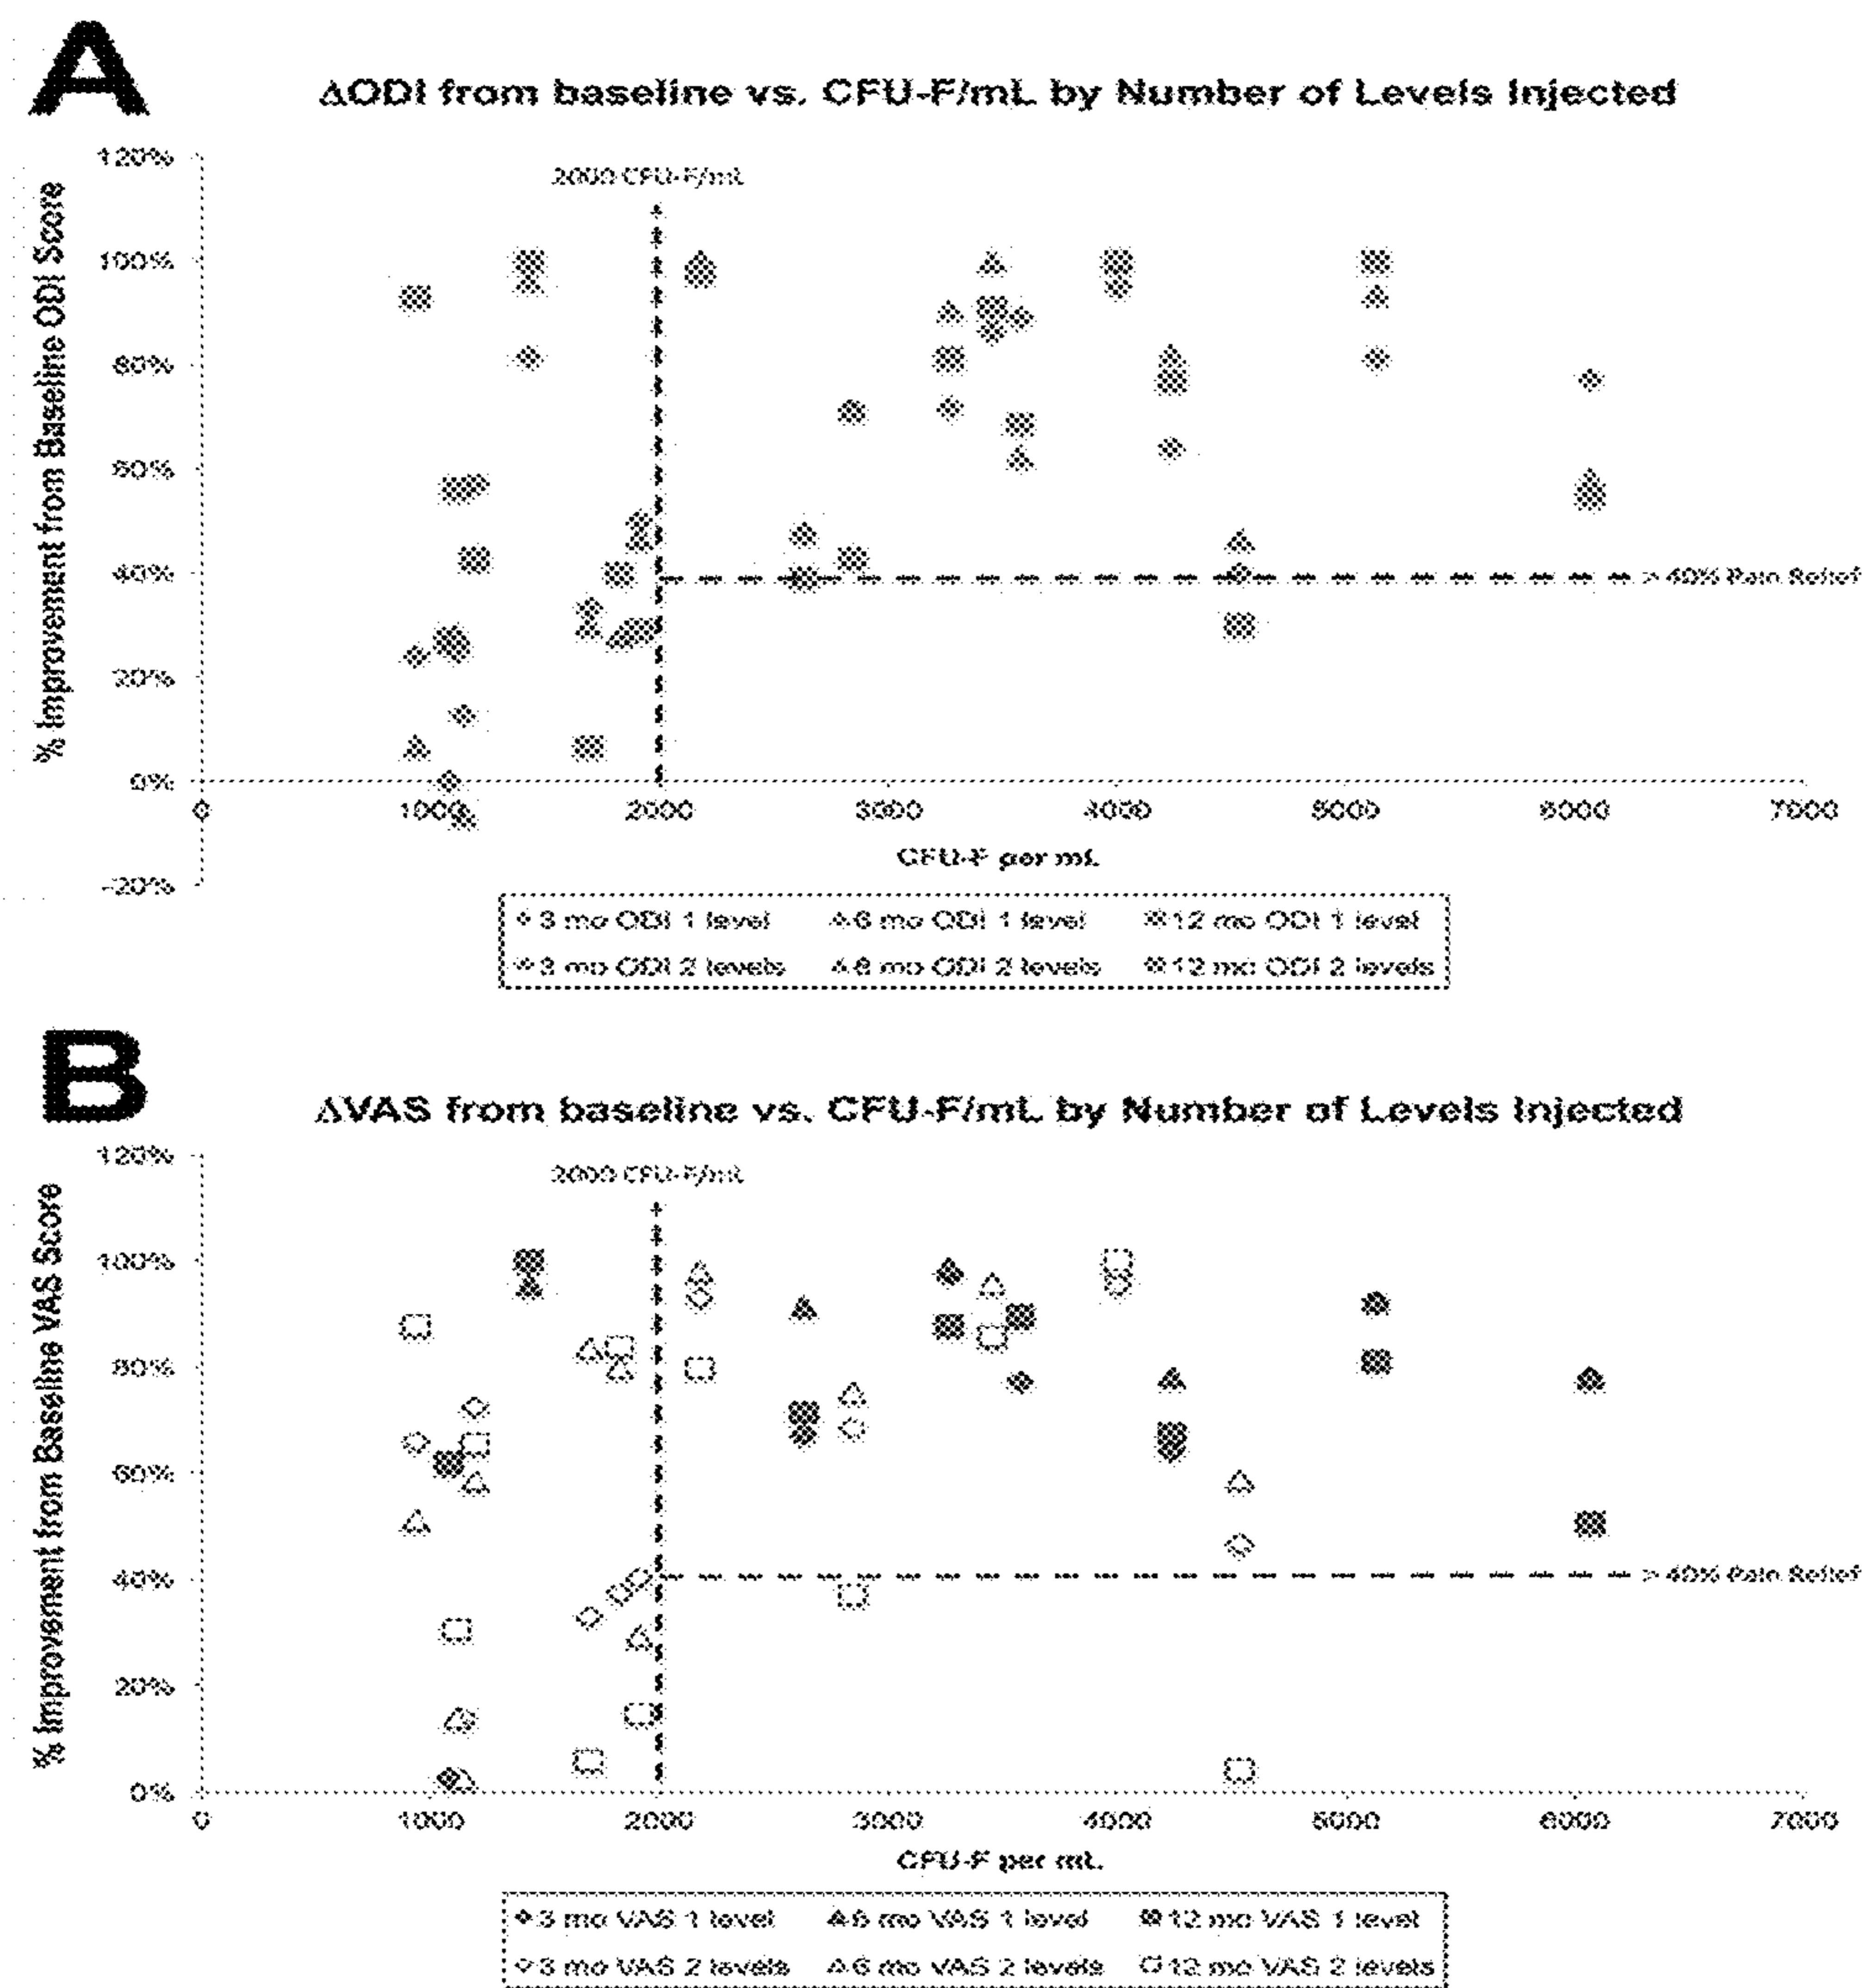 A
ΔODI from baseline vs. CFU-F/mL by Number of Levels Injected
% Improvement from Baseline ODI Score
120%
100%
80%
60%
40%
20%
0%
-20%
2000 CFU-F/mL
> 40% Pain Relief
0 1000 2000 3000 4000 5000 6000 7000
CFU-F per mL
3 mo ODI 1 level 6 mo ODI 1 level 12 mo ODI 1 level
3 mo ODI 2 levels 6 mo ODI 2 levels 12 mo ODI 2 levels
B
ΔVAS from baseline vs. CFU-F/mL by Number of Levels Injected
% Improvement from Baseline VAS Score
120%
100%
80%
60%
40%
20%
0%
2000 CFU-F/mL
> 40% Pain Relief
0 1000 2000 3000 4000 5000 6000 7000
CFU-F per mL
3 mo VAS 1 level 6 mo VAS 1 level 12 mo VAS 1 level
3 mo VAS 2 levels 6 mo VAS 2 levels 12 mo VAS 2 levels